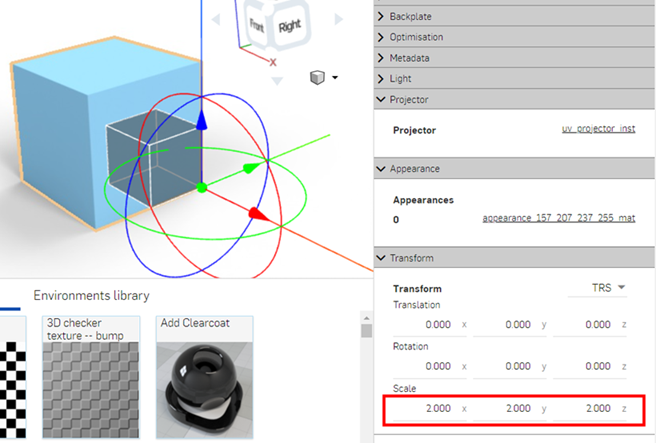 Front
Right
X
Environments library
3D checker
texture -- bump
Add Clearcoat
Backplate
Optimisation
Metadata
Light
Projector
Projector uv_projector_inst
Appearance
Appearances
0 appearance_157_207_237_255_mat
Transform
Transform TRS
Translation
0.000 x 0.000 y 0.000 z
Rotation
0.000 x 0.000 y 0.000 z
Scale
2.000 x 2.000 y 2.000 z